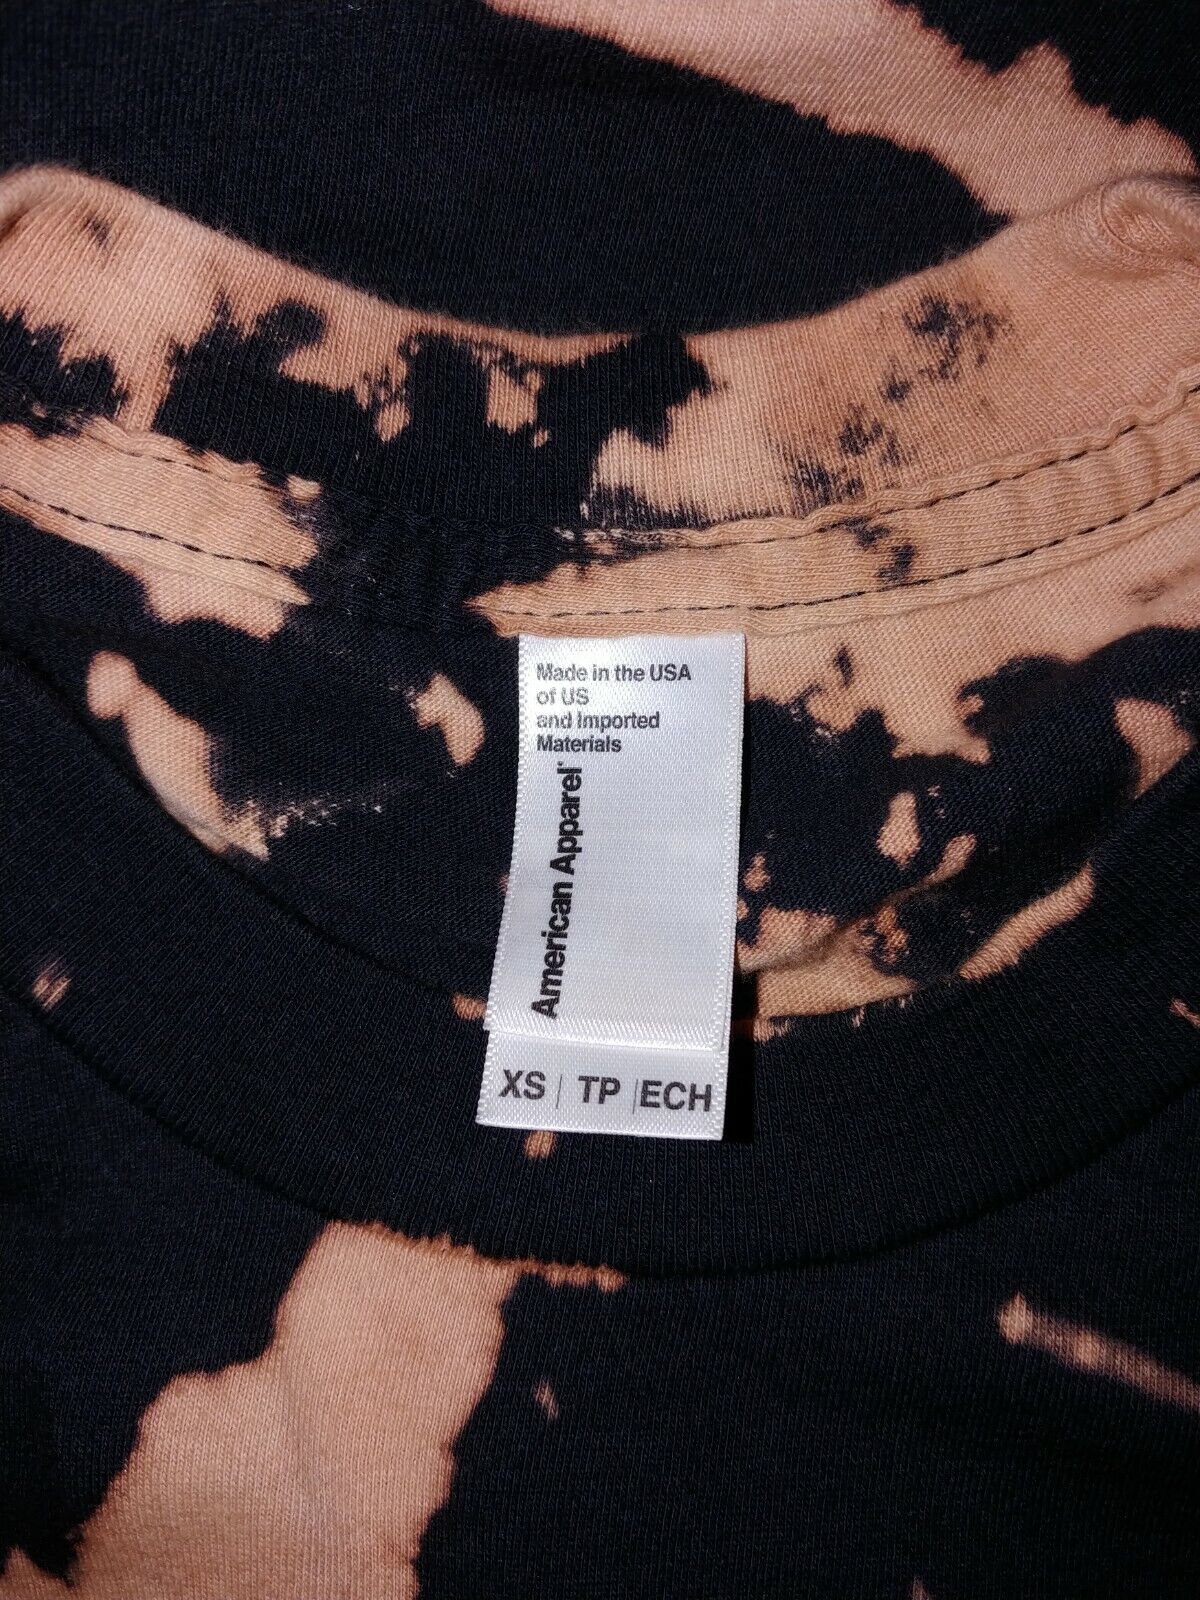 Made in the USA
of US
and Imported
Materials
American Apparel
XS | TP | ECH